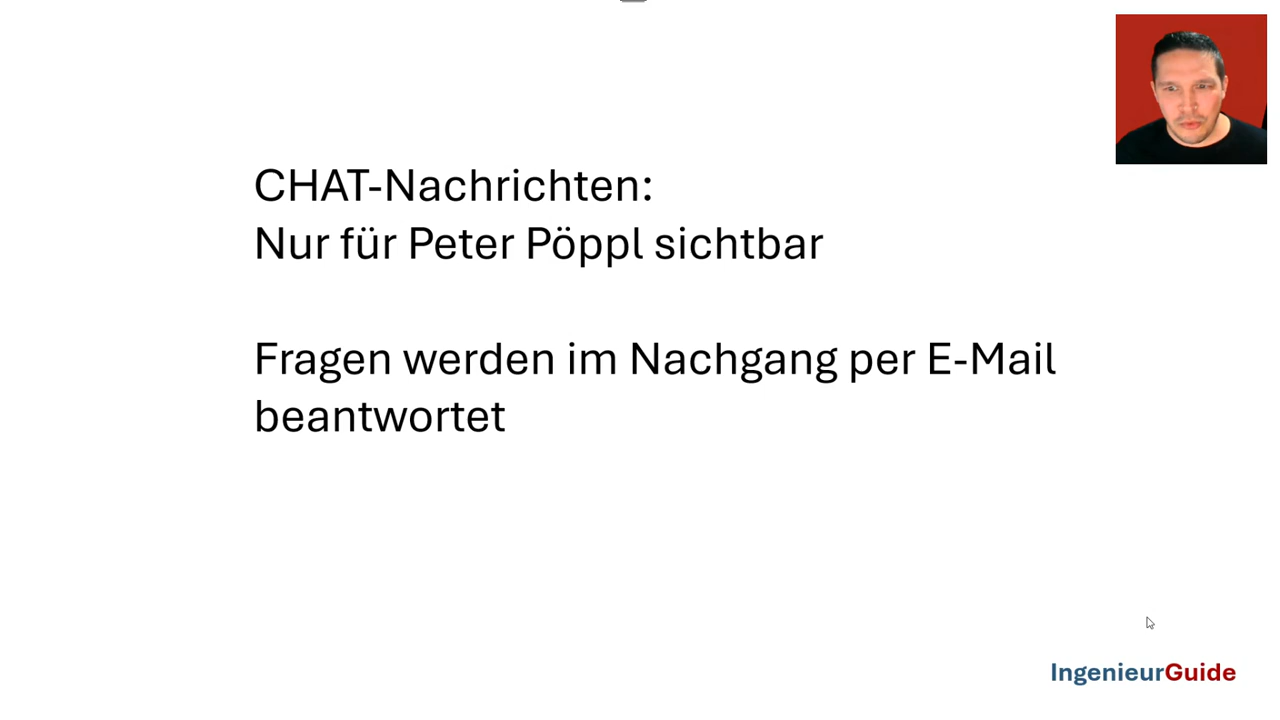 CHAT-Nachrichten:
Nur für Peter Pöppl sichtbar
Fragen werden im Nachgang per E-Mail
beantwortet
IngenieurGuide